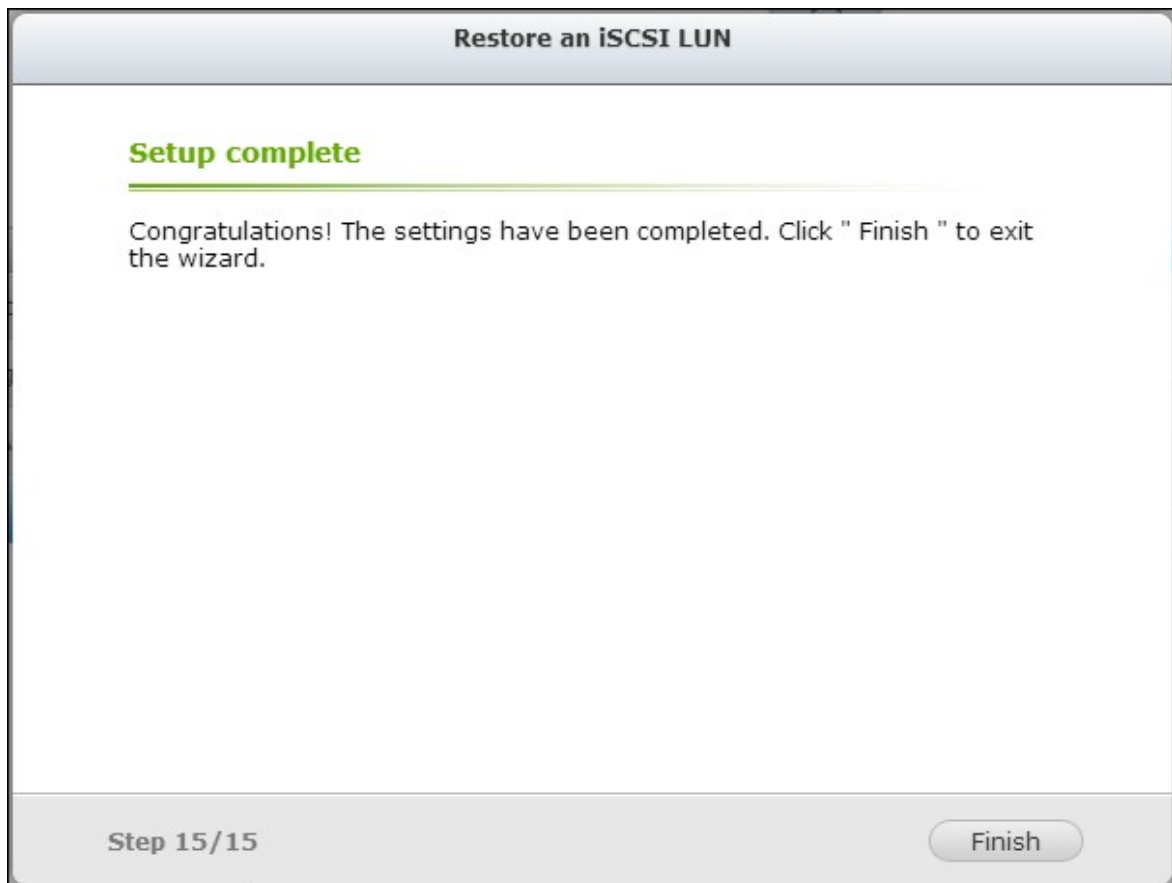 Restore an iSCSI LUN
Setup complete
Congratulations! The settings have been completed. Click " Finish " to exit
the wizard.
Step 15/15
Finish